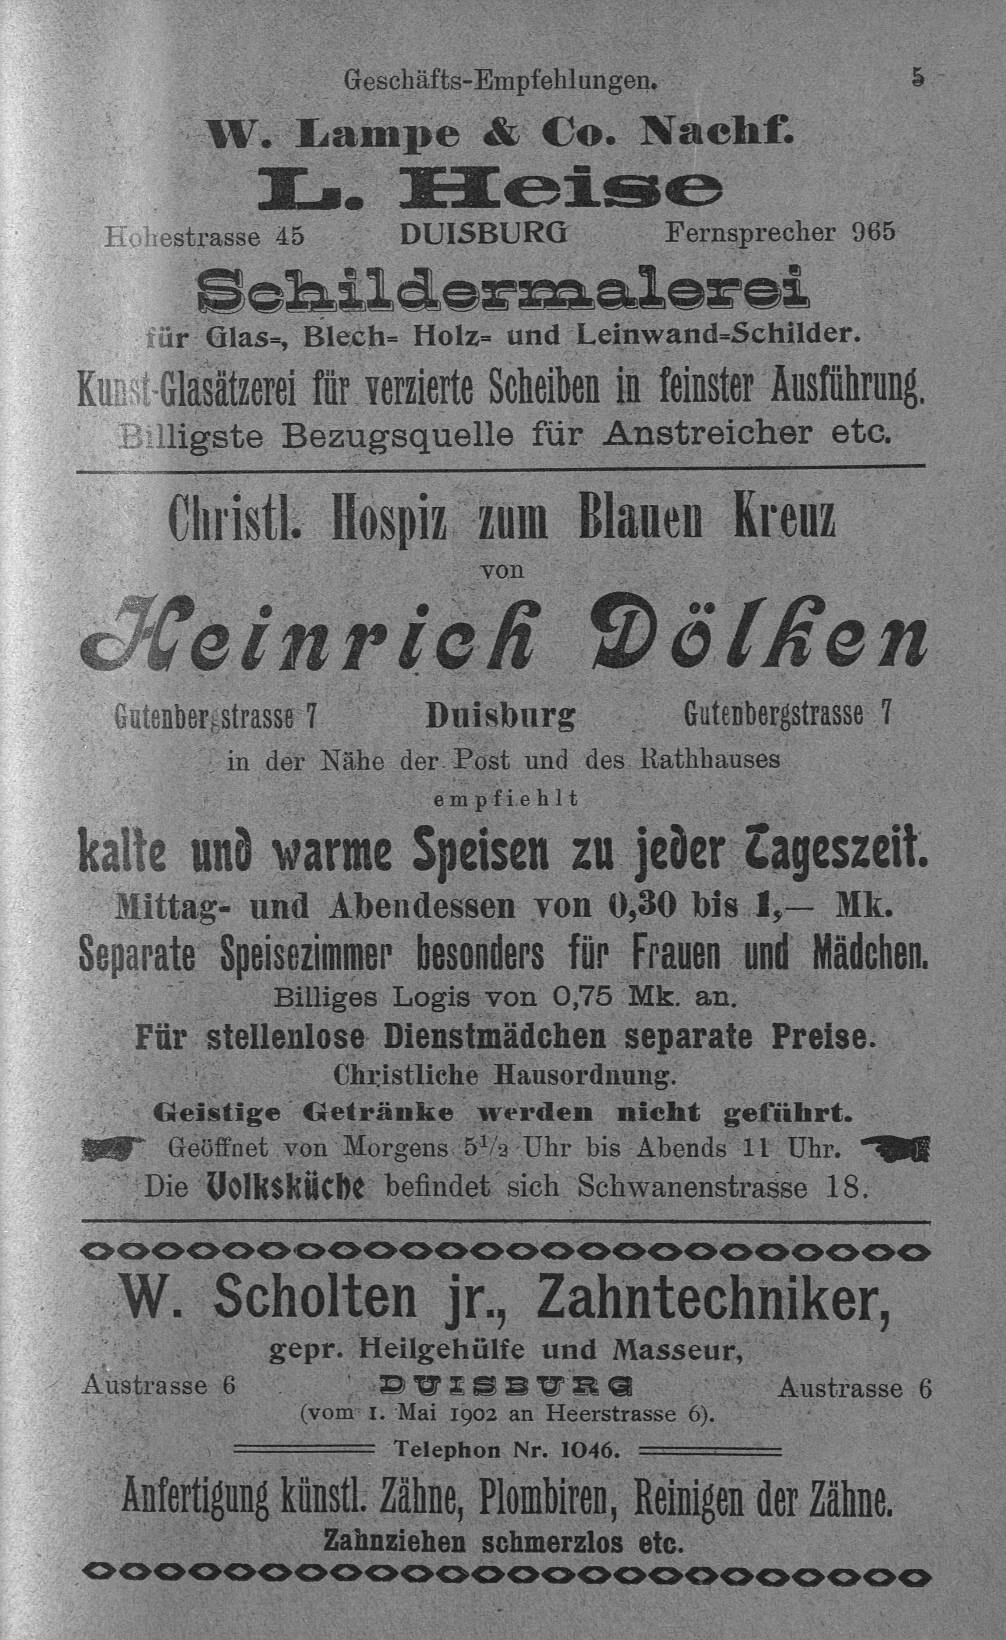 Geschäfts-Empfehlungen. 5
W. Lampe & Co. Nachf.
L. Heise
Hohestrasse 45 DUISBURG Fernsprecher 965
Schildermalerei
für Glas-, Blech- Holz- und Leinwand-Schilder.
Kunst-Glasätzerei für verzierte Scheiben in feinster Ausführung.
Billigste Bezugsquelle für Anstreicher etc.
Christl. Hospiz zum Blauen Kreuz
von
Heinrich Dölken
Gutenbergstrasse 7 Duisburg Gutenbergstrasse 7
in der Nähe der Post und des Rathhauses
empfiehlt
kalte und warme Speisen zu jeder Tageszeit.
Mittag- und Abendessen von 0,30 bis 1,— Mk.
Separate Speisezimmer besonders für Frauen und Mädchen.
Billiges Logis von 0,75 Mk. an.
Für stellenlose Dienstmädchen separate Preise.
Christliche Hausordnung.
Geistige Getränke werden nicht geführt.
Geöffnet von Morgens 5½ Uhr bis Abends 11 Uhr.
Die Volksküche befindet sich Schwanenstrasse 18.
W. Scholten jr., Zahntechniker,
gepr. Heilgehülfe und Masseur,
Austrasse 6 DUISBURG Austrasse 6
(vom 1. Mai 1902 an Heerstrasse 6).
Telephon Nr. 1046.
Anfertigung künstl. Zähne, Plombiren, Reinigen der Zähne.
Zahnziehen schmerzlos etc.